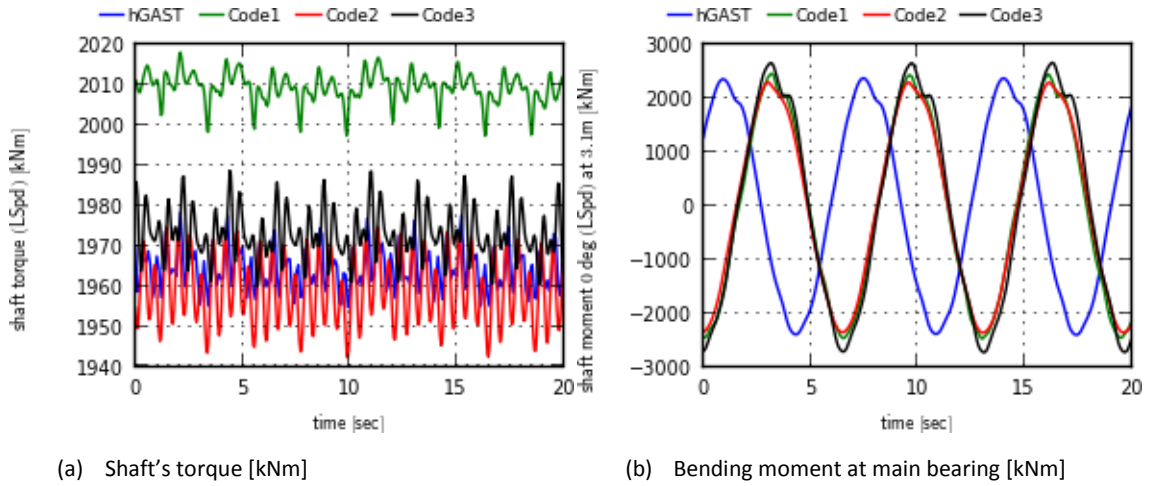 hGAST Code1 Code2 Code3
2020
2010
2000
1990
1980
1970
1960
1950
1940
shaft torque (LSpd) [kNm]
0 5 10 15 20
time [sec]
(a) Shaft’s torque [kNm]
hGAST Code1 Code2 Code3
3000
2000
1000
0
−1000
−2000
−3000
shaft moment 0 deg (LSpd) at 3.1m [kNm]
0 5 10 15 20
time [sec]
(b) Bending moment at main bearing [kNm]